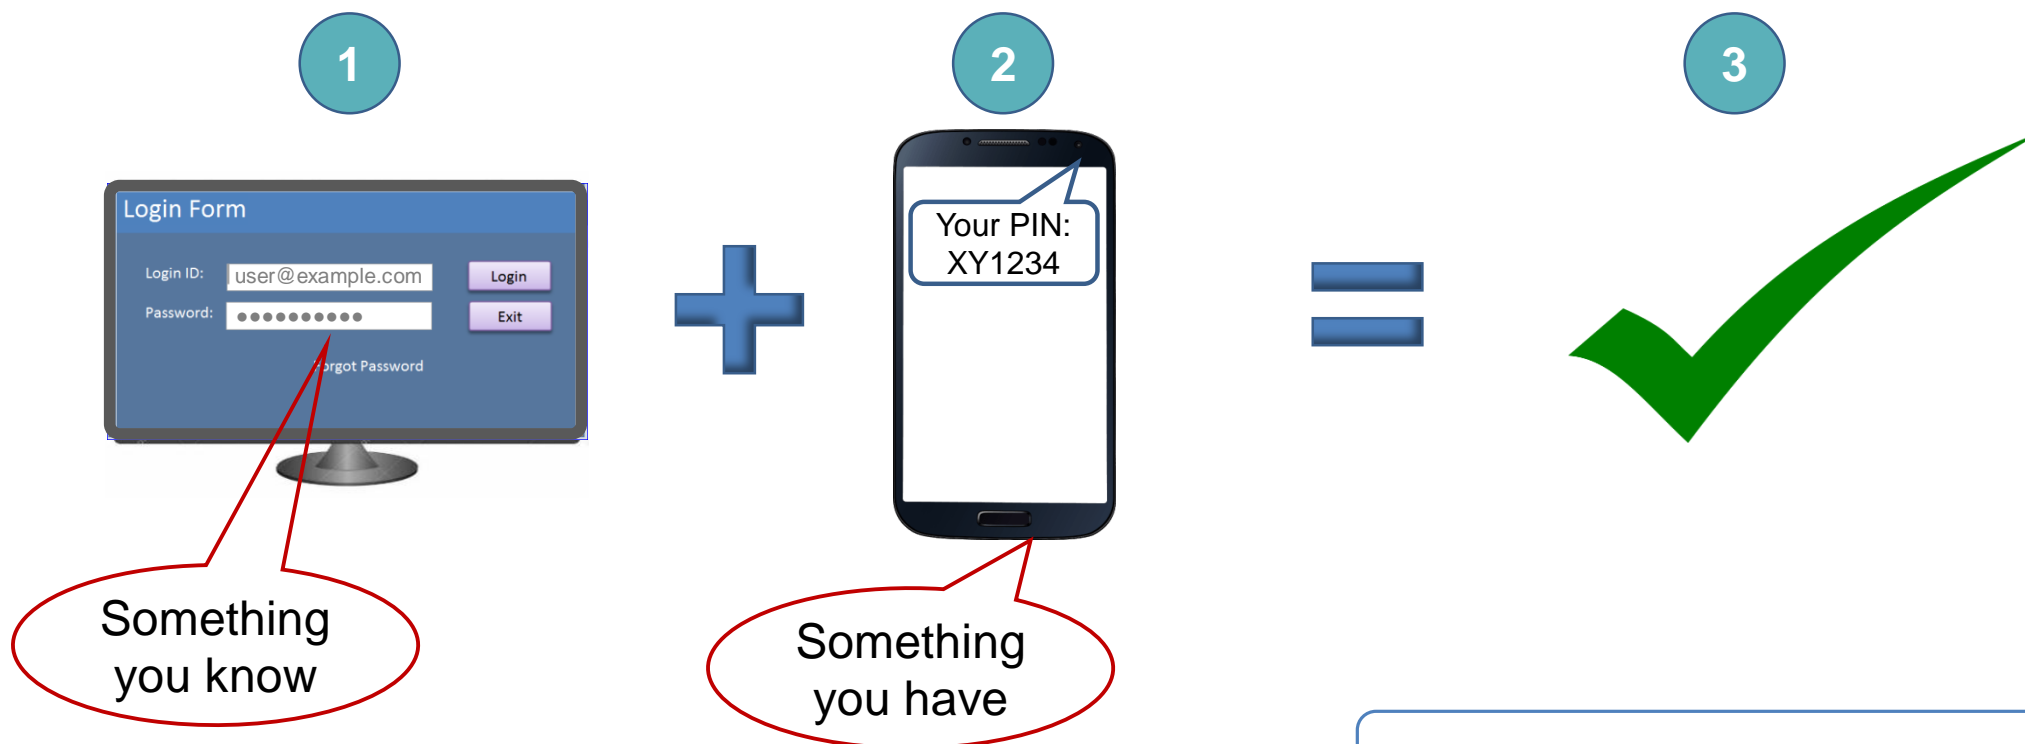 1
2
3
Login Form
Login ID:
user@example.com
Login
Password:
Exit
Forgot Password
Your PIN:
XY1234
Something
you know
Something
you have